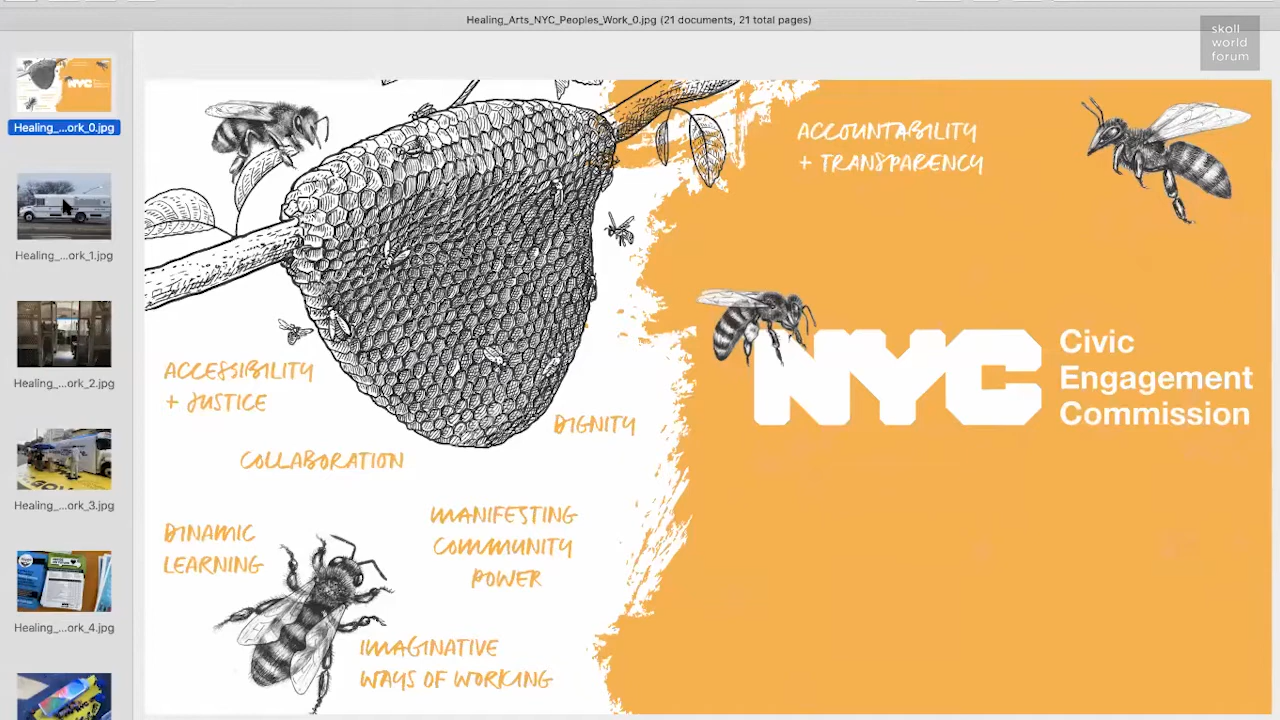 Healing_Arts_NYC_Peoples_Work_0.jpg (21 documents, 21 total pages)
skoll
world
forum
Healing_...ork_0.jpg
Healing_...ork_1.jpg
Healing_...ork_2.jpg
Healing_...ork_3.jpg
Healing_...ork_4.jpg
ACCOUNTABILITY
+ TRANSPARENCY
NYC
Civic
Engagement
Commission
ACCESSIBILITY
+ JUSTICE
DIGNITY
COLLABORATION
DINAMIC
LEARNING
MANIFESTING
COMMUNITY
POWER
IMAGINATIVE
WAYS OF WORKING